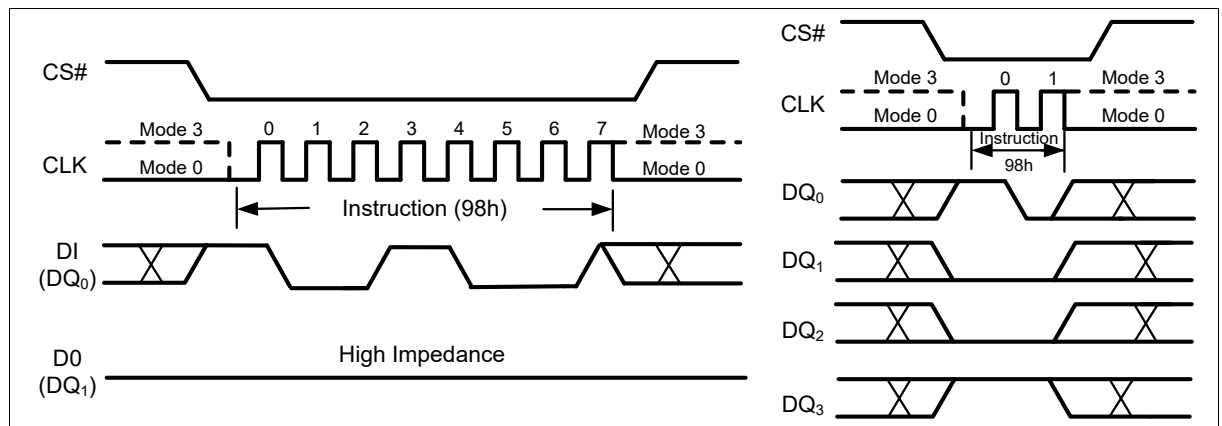 CS#
Mode 3 0 1 2 3 4 5 6 7 Mode 3
CLK
Mode 0 Mode 0
Instruction (98h)
DI
(DQ0)
High Impedance
D0
(DQ1)
CS#
Mode 3 0 1 Mode 3
CLK
Mode 0 Mode 0
Instruction
98h
DQ0
DQ1
DQ2
DQ3